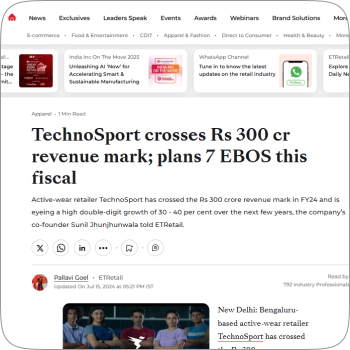 News Exclusives Leaders Speak Events Awards Webinars Brand Solutions More
E-commerce • Food & Entertainment • CDIT • Apparel & Fashion • Direct to Consumer • Health & Beauty • More
India Inc On The Move 2025
Unleashing AI 'Now' for
Accelerating Smart &
Sustainable Manufacturing
WhatsApp Channel
Tune in to know the latest
updates on the retail industry
ETRetail
Explore
Daily Ne
Apparel • 1 Min Read
TechnoSport crosses Rs 300 cr
revenue mark; plans 7 EBOS this
fiscal
Active-wear retailer TechnoSport has crossed the Rs 300 crore revenue mark in FY24 and is
eyeing a high double-digit growth of 30 - 40 per cent over the next few years, the company's
co-founder Sunil Jhunjhunwala told ETRetail.
Pallavi Goel • ETRetail
Updated On Jul 15, 2024 at 05:21 PM IST
Read by:
792 Industry Professionals
New Delhi: Bengaluru-
based active-wear retailer
TechnoSport has crossed
the Rs 300